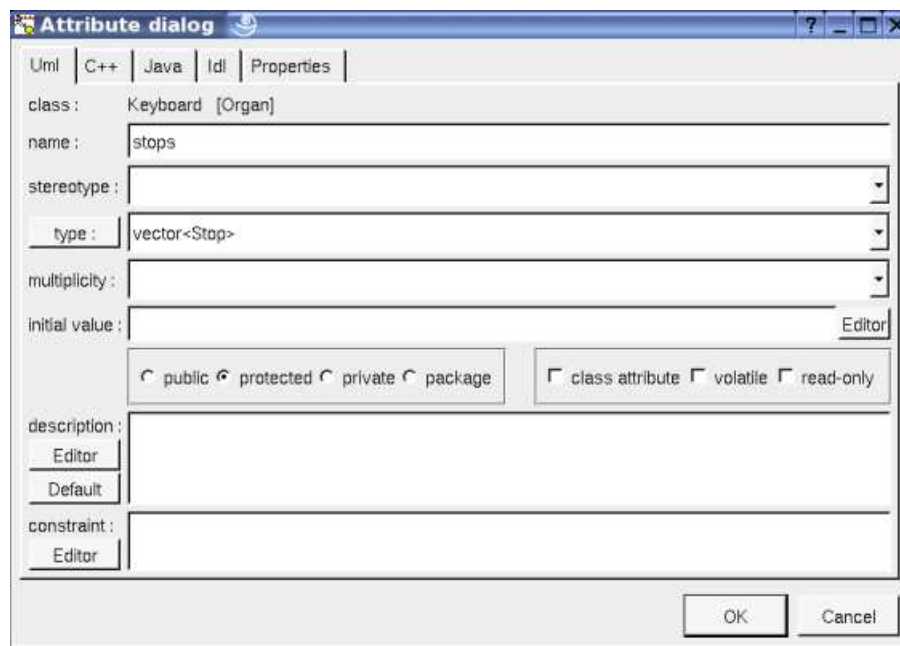 Attribute dialog ?
Uml C++ Java Idl Properties
class : Keyboard [Organ]
name : stops
stereotype :
type : vector<Stop>
multiplicity :
initial value : Editor
public protected private package class attribute volatile read-only
description :
Editor
Default
constraint :
Editor
OK Cancel